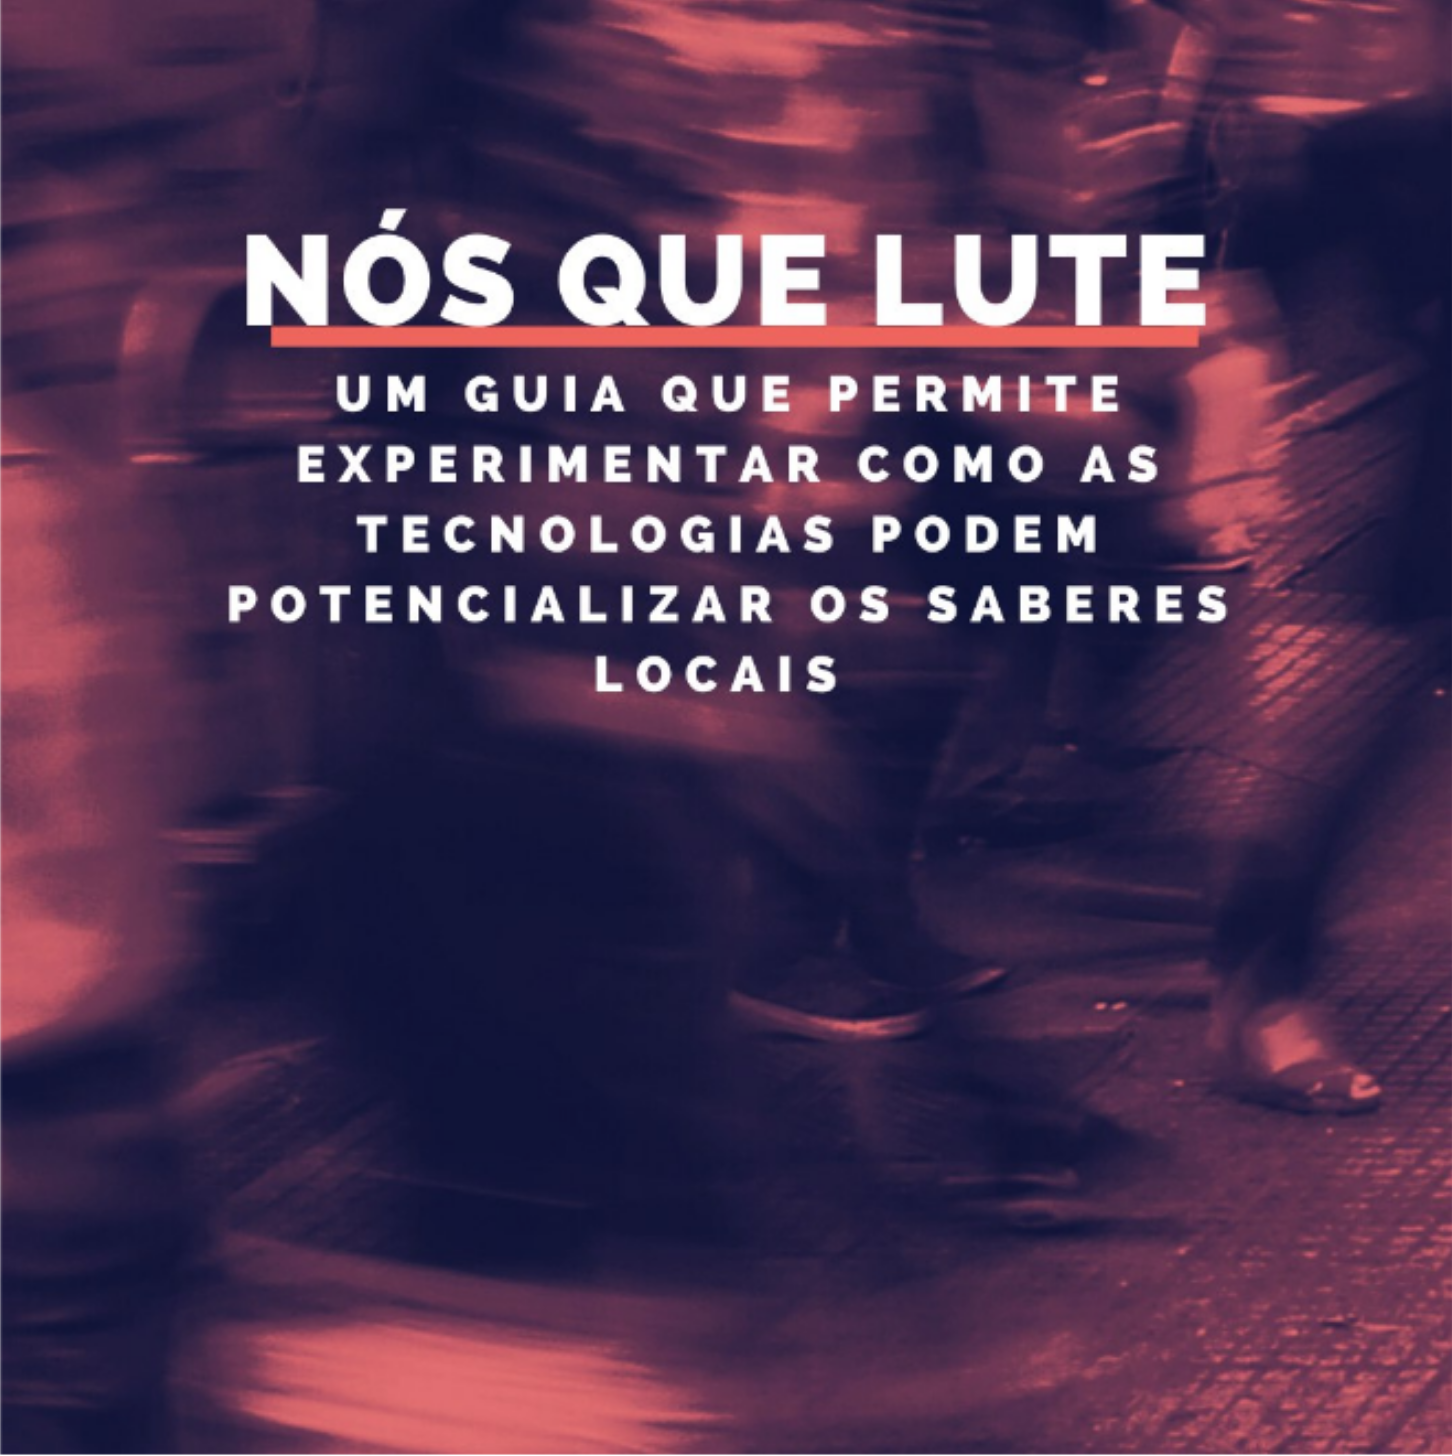 NÓS QUE LUTE
UM GUIA QUE PERMITE
EXPERIMENTAR COMO AS
TECNOLOGIAS PODEM
POTENCIALIZAR OS SABERES
LOCAIS